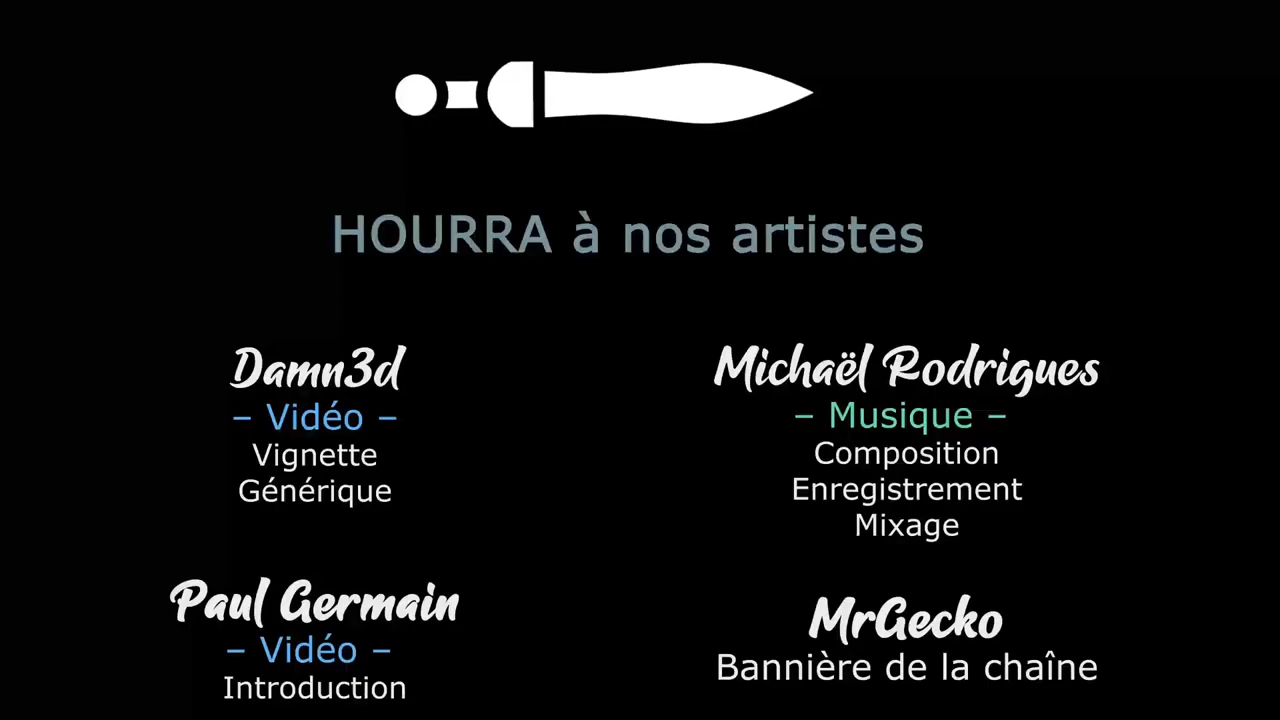 HOURRA à nos artistes
Damn3d
– Vidéo –
Vignette
Générique
Michaël Rodrigues
– Musique –
Composition
Enregistrement
Mixage
Paul Germain
– Vidéo –
Introduction
MrGecko
Bannière de la chaîne